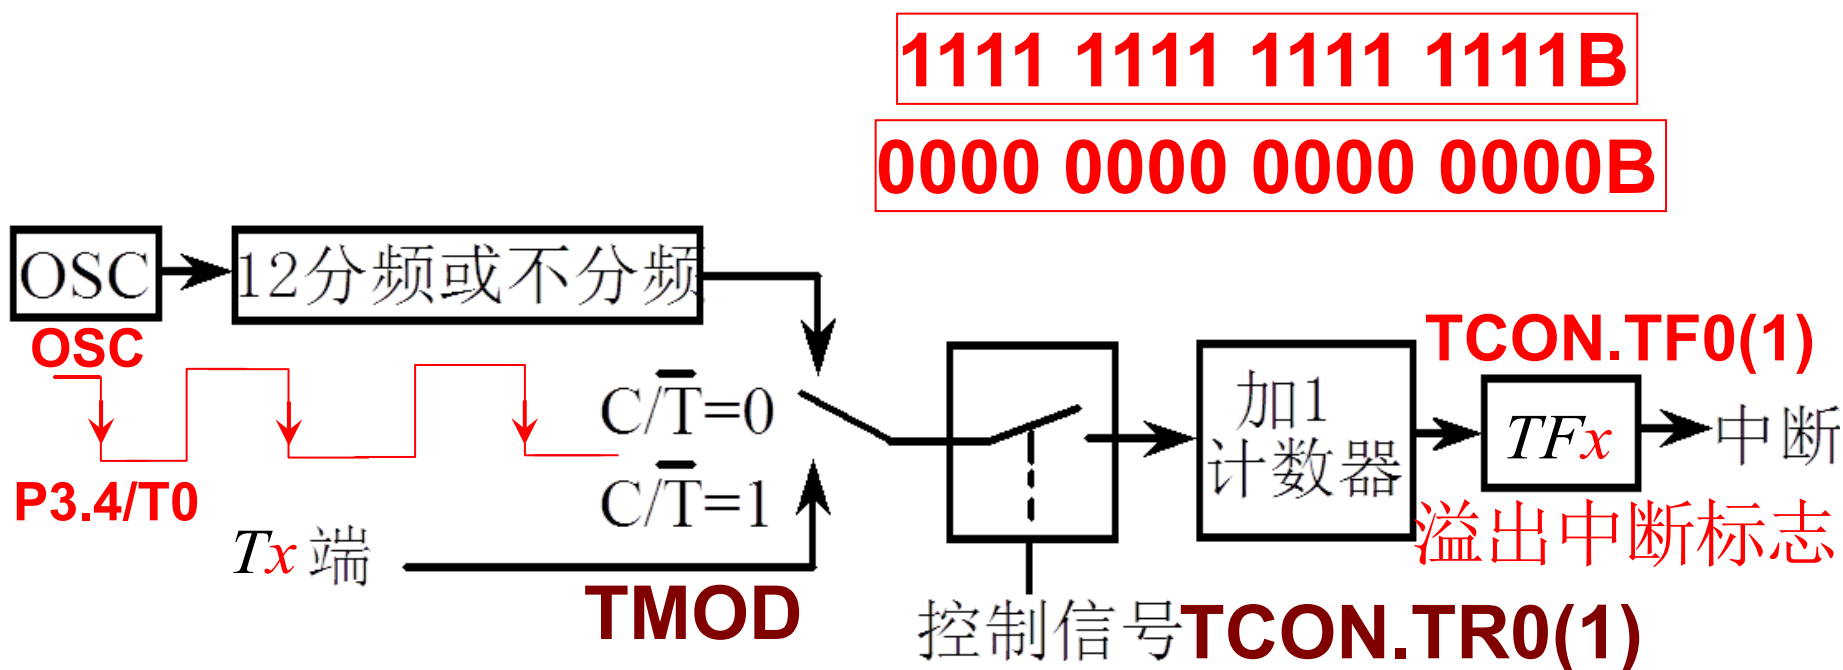 1111 1111 1111 1111B
0000 0000 0000 0000B
OSC
12分频或不分频
OSC
P3.4/T0
C/T̅=0
C/T̅=1
Tx 端
TMOD
控制信号TCON.TR0(1)
加1
计数器
TCON.TF0(1)
TFx
中断
溢出中断标志